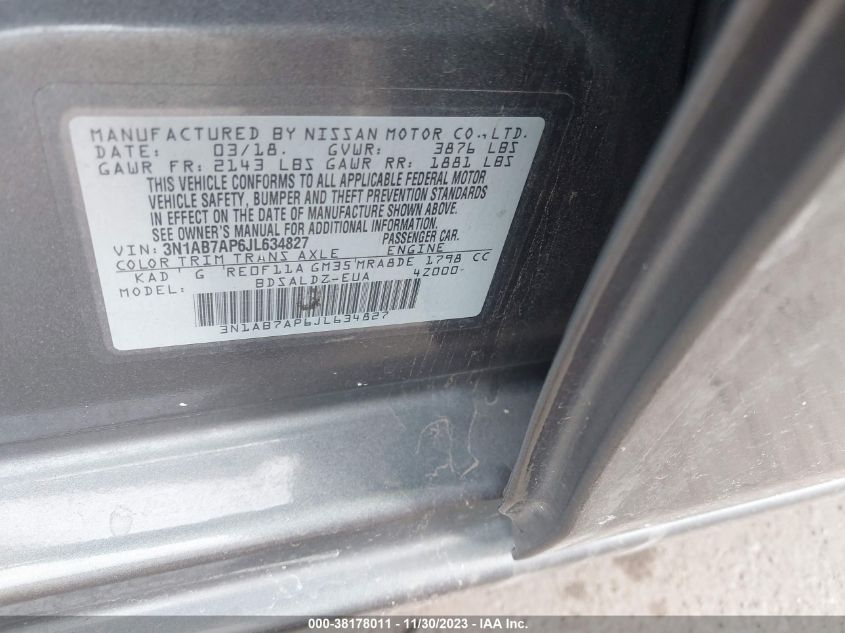 MANUFACTURED BY NISSAN MOTOR CO.,LTD.
DATE: 03/18. GVWR: 3876 LBS
GAWR FR: 2143 LBS GAWR RR: 1881 LBS
THIS VEHICLE CONFORMS TO ALL APPLICABLE FEDERAL MOTOR
VEHICLE SAFETY, BUMPER AND THEFT PREVENTION STANDARDS
IN EFFECT ON THE DATE OF MANUFACTURE SHOWN ABOVE.
SEE OWNER'S MANUAL FOR ADDITIONAL INFORMATION.
VIN: 3N1AB7AP6JL634827 PASSENGER CAR.
COLOR TRIM TRANS AXLE ENGINE
KAD G RE0F11A GM35 MRA8DE 1798 CC
MODEL: BDSALDZ-EUA 4Z000-
3N1AB7AP6JL634827
000-38178011 - 11/30/2023 - IAA Inc.